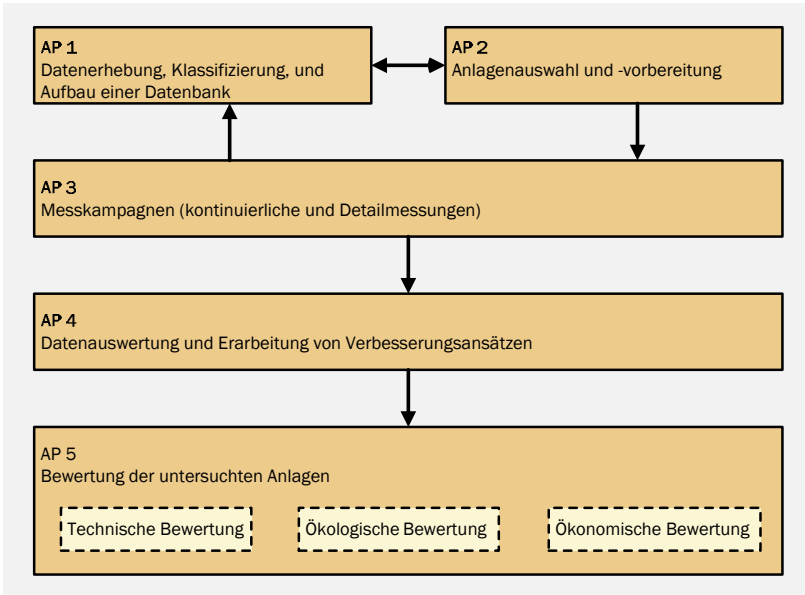 AP 1
Datenerhebung, Klassifizierung, und
Aufbau einer Datenbank
AP 2
Anlagenauswahl und -vorbereitung
AP 3
Messkampagnen (kontinuierliche und Detailmessungen)
AP 4
Datenauswertung und Erarbeitung von Verbesserungsansätzen
AP 5
Bewertung der untersuchten Anlagen
Technische Bewertung
Ökologische Bewertung
Ökonomische Bewertung